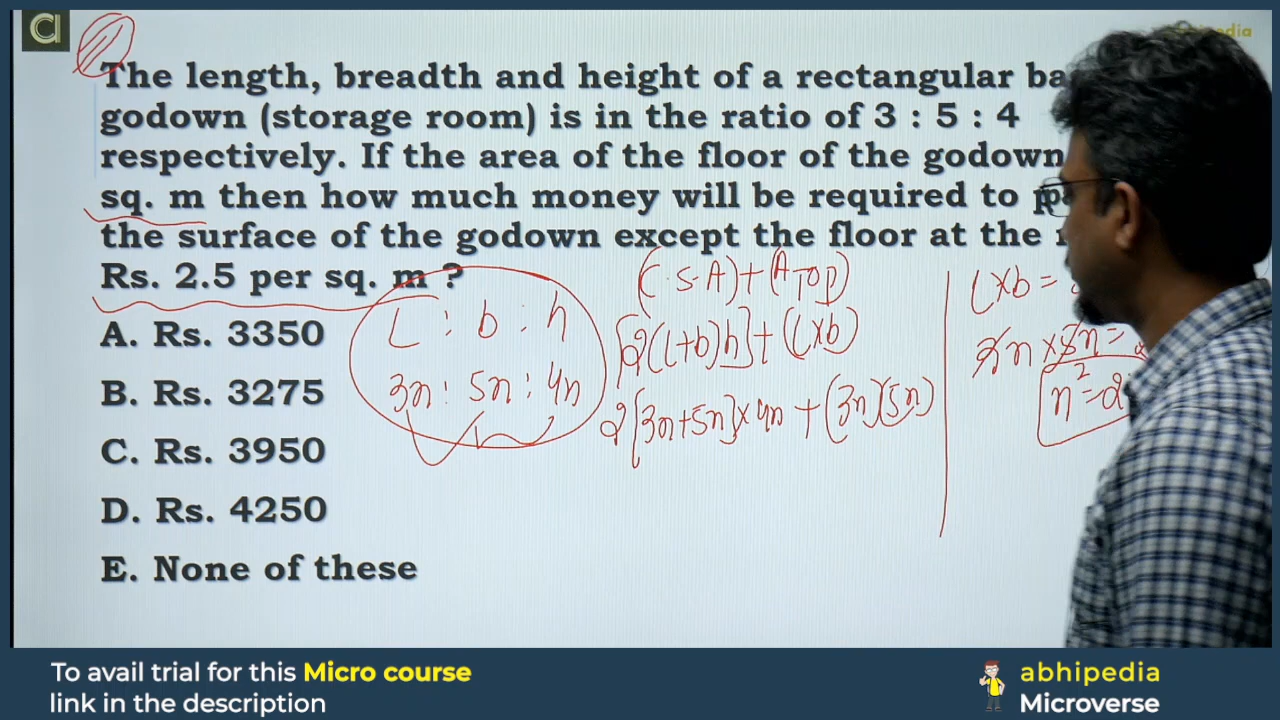 The length, breadth and height of a rectangular
godown (storage room) is in the ratio of 3 : 5 : 4
respectively. If the area of the floor of the godown
sq. m then how much money will be required to
the surface of the godown except the floor at the
Rs. 2.5 per sq. m ?
A. Rs. 3350
B. Rs. 3275
C. Rs. 3950
D. Rs. 4250
E. None of these
L : b : h
3n : 5n : 4n
(C.S.A)+(A Top)
[2(l+b)h]+(l×b)
2[3n+5n]×4n+(3n)(5n)
l×b =
3n×5n=
n²=2
To avail trial for this Micro course
link in the description
abhipedia
Microverse